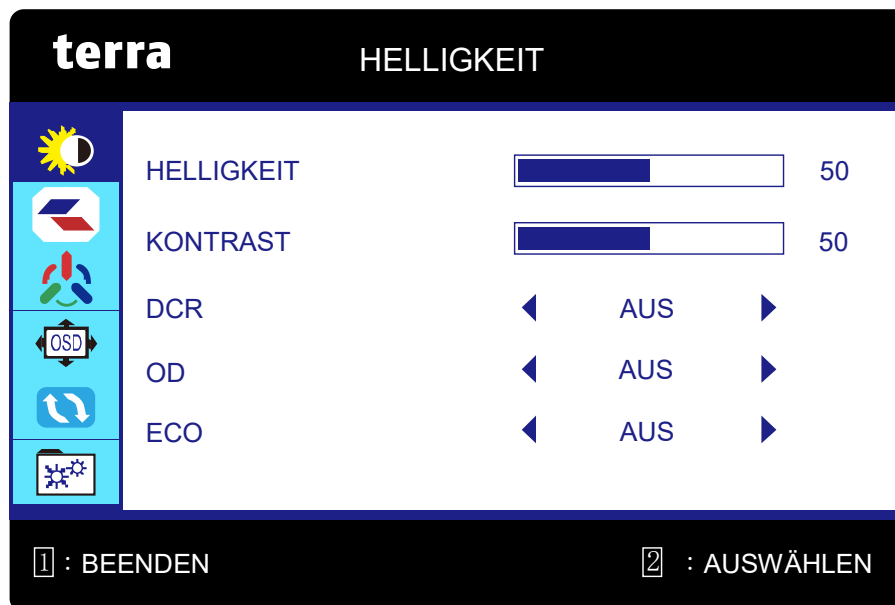 terra HELLIGKEIT
HELLIGKEIT 50
KONTRAST 50
DCR AUS
OSD
OD AUS
ECO AUS
1 : BEENDEN 2 : AUSWÄHLEN